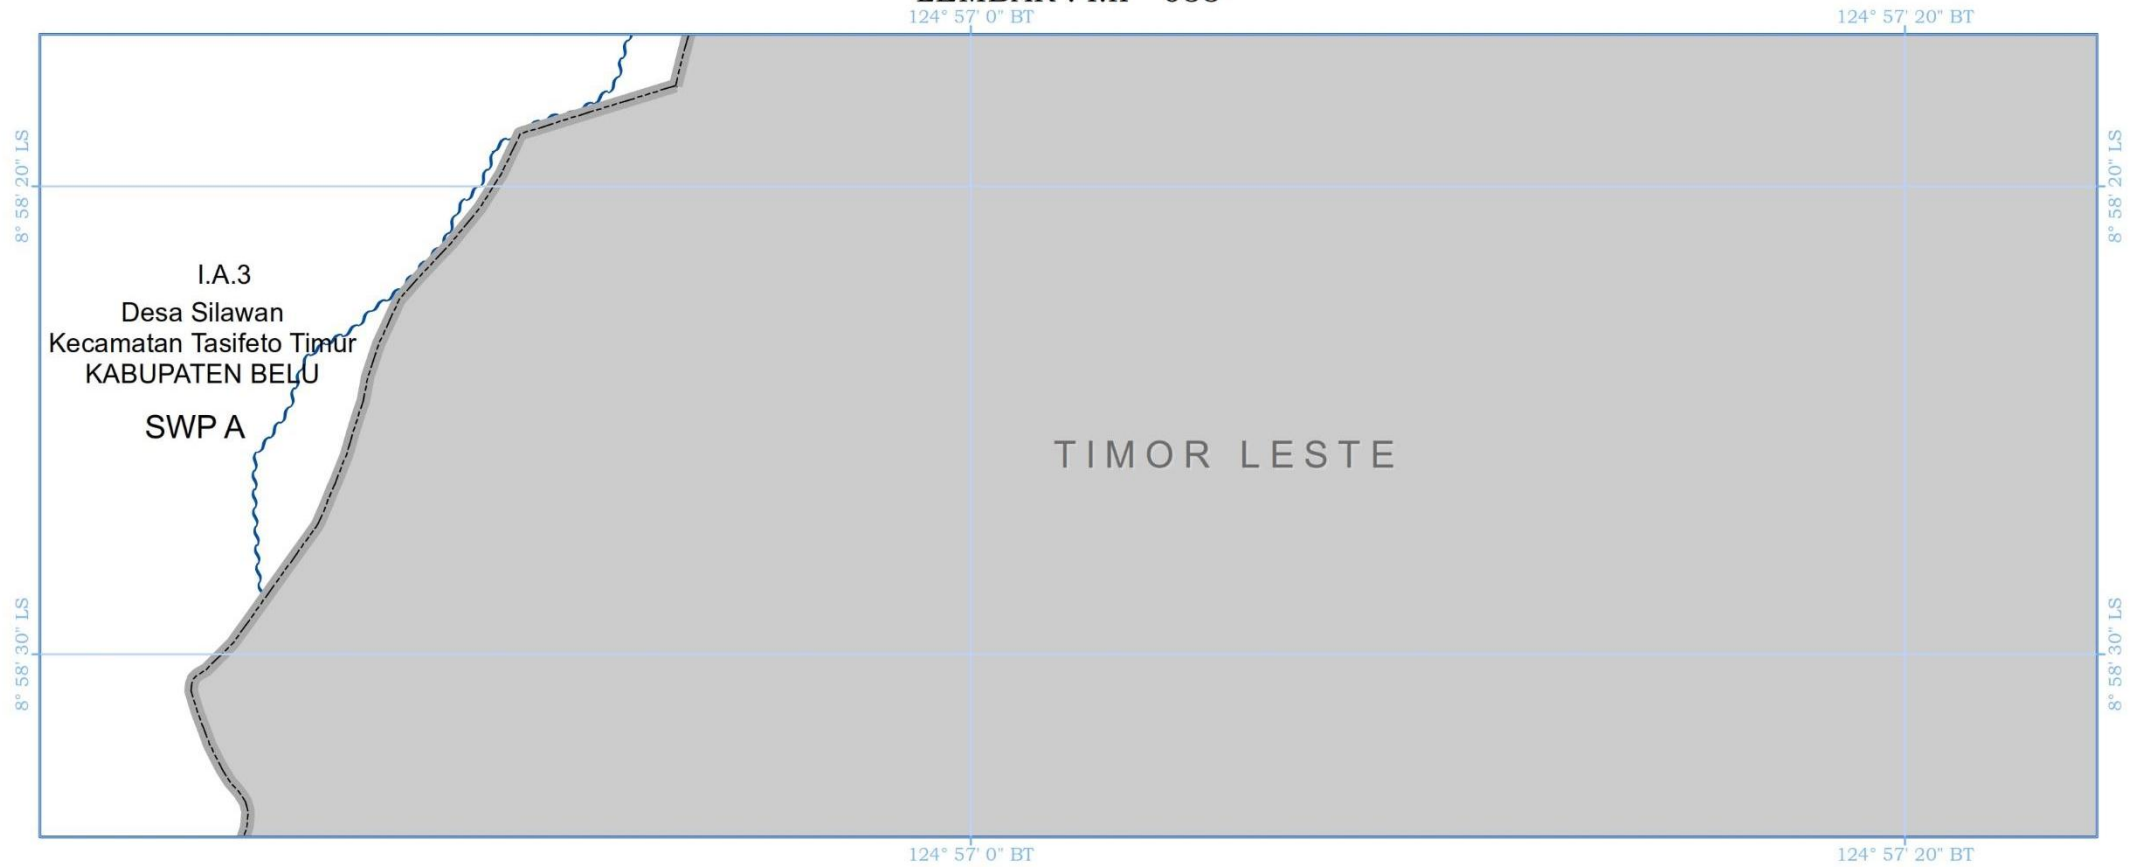 124° 57' 0" BT
124° 57' 20" BT
8° 58' 20" LS
8° 58' 20" LS
I.A.3
Desa Silawan
Kecamatan Tasifeto Timur
KABUPATEN BELU
SWP A
TIMOR LESTE
8° 58' 30" LS
8° 58' 30" LS
124° 57' 0" BT
124° 57' 20" BT